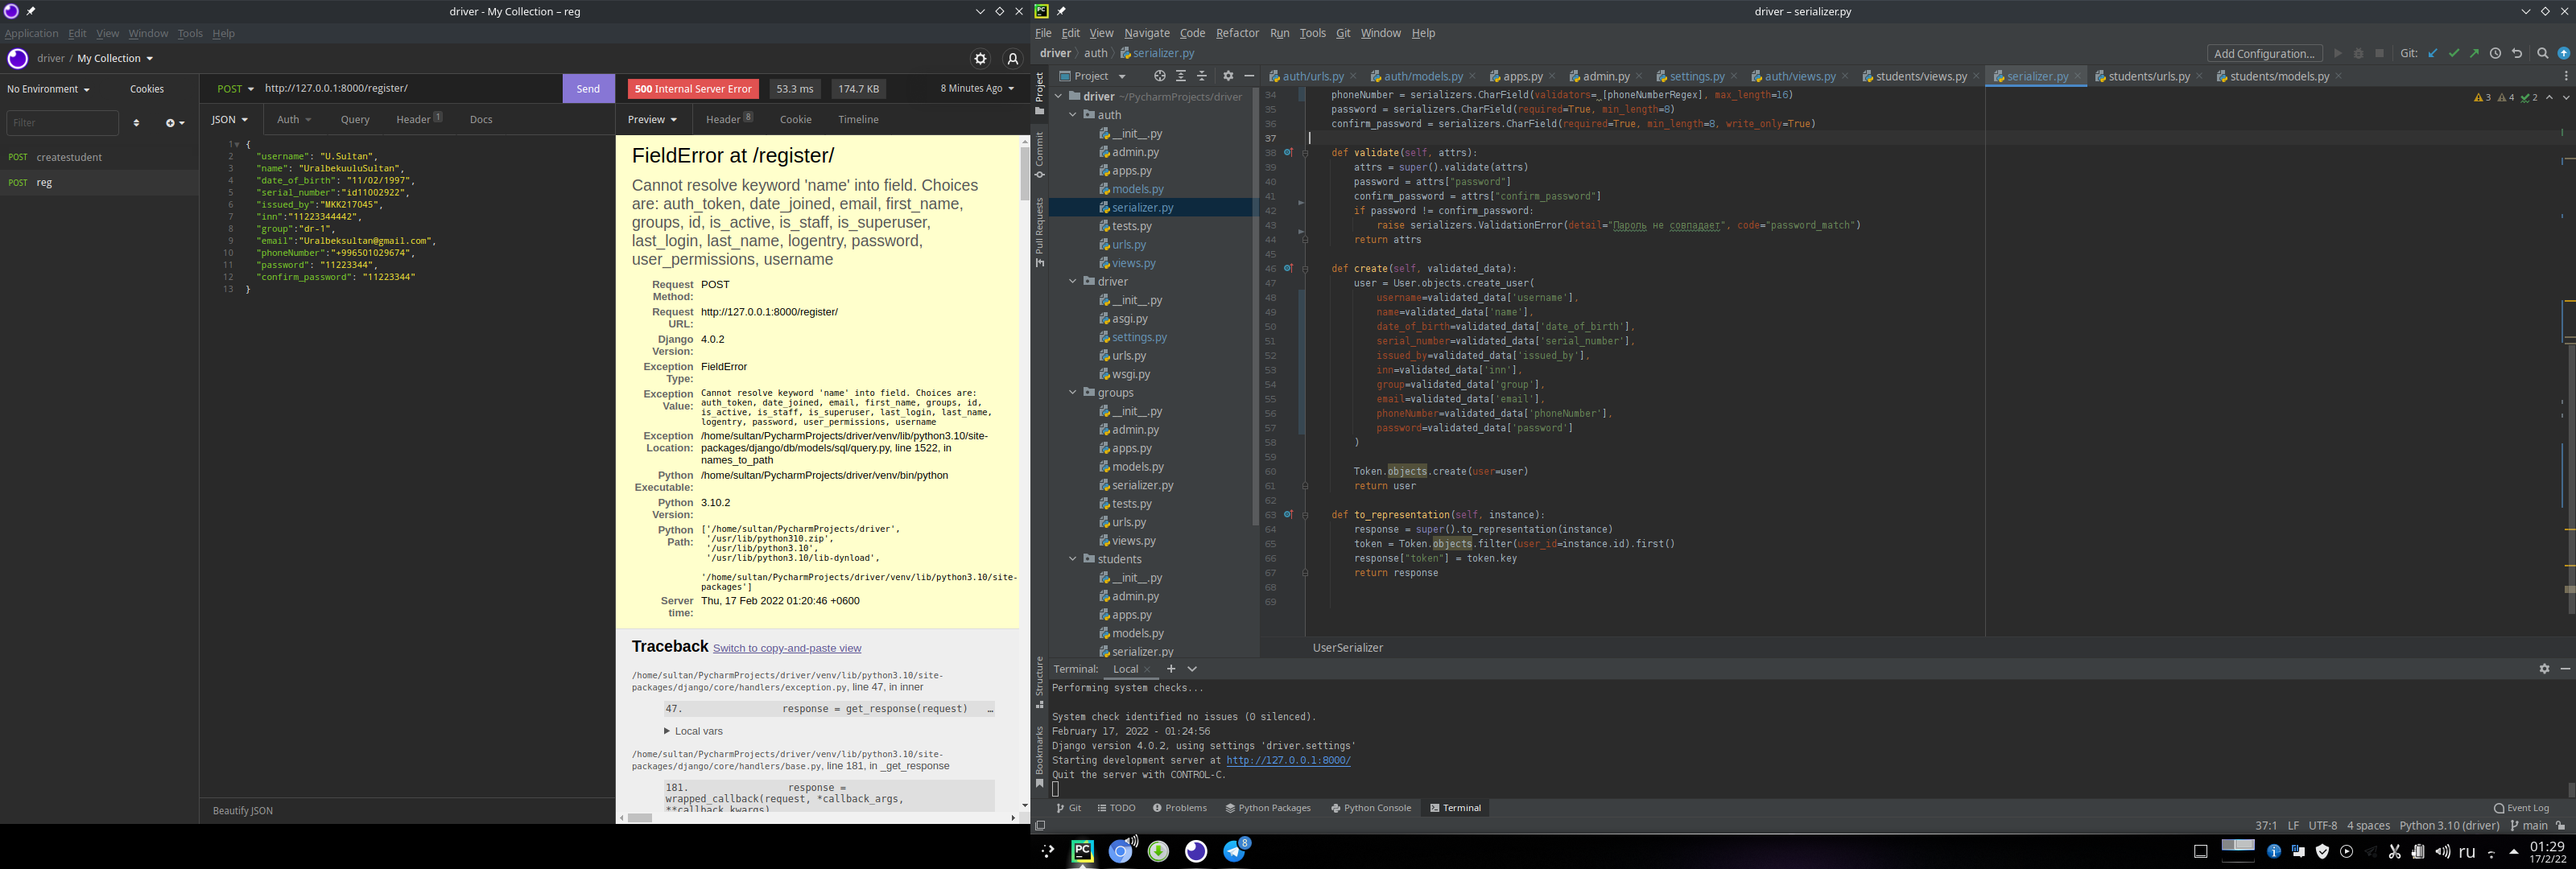 driver - My Collection – reg
Application Edit View Window Tools Help
driver / My Collection
No Environment Cookies
Filter
POST createstudent
POST reg
POST http://127.0.0.1:8000/register/ Send
JSON Auth Query Header 1 Docs
1 {
2 "username": "U.Sultan",
3 "name": "UralbekuuluSultan",
4 "date_of_birth": "11/02/1997",
5 "serial_number":"id11002922",
6 "issued_by":"MKK217045",
7 "inn":"11223344442",
8 "group":"dr-1",
9 "email":"Uralbeksultan@gmail.com",
10 "phoneNumber":"+996501029674",
11 "password": "11223344",
12 "confirm_password": "11223344"
13 }
Beautify JSON
500 Internal Server Error 53.3 ms 174.7 KB 8 Minutes Ago
Preview Header 8 Cookie Timeline
FieldError at /register/
Cannot resolve keyword 'name' into field. Choices
are: auth_token, date_joined, email, first_name,
groups, id, is_active, is_staff, is_superuser,
last_login, last_name, logentry, password,
user_permissions, username
Request Method: POST
Request URL: http://127.0.0.1:8000/register/
Django Version: 4.0.2
Exception Type: FieldError
Exception Value: Cannot resolve keyword 'name' into field. Choices are:
auth_token, date_joined, email, first_name, groups, id,
is_active, is_staff, is_superuser, last_login, last_name,
logentry, password, user_permissions, username
Exception Location: /home/sultan/PycharmProjects/driver/venv/lib/python3.10/site-
packages/django/db/models/sql/query.py, line 1522, in
names_to_path
Python Executable: /home/sultan/PycharmProjects/driver/venv/bin/python
Python Version: 3.10.2
Python Path: ['/home/sultan/PycharmProjects/driver',
'/usr/lib/python310.zip',
'/usr/lib/python3.10',
'/usr/lib/python3.10/lib-dynload',
'/home/sultan/PycharmProjects/driver/venv/lib/python3.10/site-
packages']
Server time: Thu, 17 Feb 2022 01:20:46 +0600
Traceback Switch to copy-and-paste view
/home/sultan/PycharmProjects/driver/venv/lib/python3.10/site-
packages/django/core/handlers/exception.py, line 47, in inner
47. response = get_response(request) …
Local vars
/home/sultan/PycharmProjects/driver/venv/lib/python3.10/site-
packages/django/core/handlers/base.py, line 181, in _get_response
181. response =
wrapped_callback(request, *callback_args,
**callback_kwargs)
driver – serializer.py
File Edit View Navigate Code Refactor Run Tools Git Window Help
driver auth serializer.py Add Configuration... Git:
Project auth/urls.py auth/models.py apps.py admin.py settings.py auth/views.py students/views.py serializer.py students/urls.py students/models.py
Project
Commit
Pull Requests
Structure
Bookmarks
driver ~/PycharmProjects/driver
auth
__init__.py
admin.py
apps.py
models.py
serializer.py
tests.py
urls.py
views.py
driver
__init__.py
asgi.py
settings.py
urls.py
wsgi.py
groups
__init__.py
admin.py
apps.py
models.py
serializer.py
tests.py
urls.py
views.py
students
__init__.py
admin.py
apps.py
models.py
serializer.py
3 4 2
34 phoneNumber = serializers.CharField(validators=_[phoneNumberRegex], max_length=16)
35 password = serializers.CharField(required=True, min_length=8)
36 confirm_password = serializers.CharField(required=True, min_length=8, write_only=True)
37
38 def validate(self, attrs):
39 attrs = super().validate(attrs)
40 password = attrs["password"]
41 confirm_password = attrs["confirm_password"]
42 if password != confirm_password:
43 raise serializers.ValidationError(detail="Пароль не совпадает", code="password_match")
44 return attrs
45
46 def create(self, validated_data):
47 user = User.objects.create_user(
48 username=validated_data['username'],
49 name=validated_data['name'],
50 date_of_birth=validated_data['date_of_birth'],
51 serial_number=validated_data['serial_number'],
52 issued_by=validated_data['issued_by'],
53 inn=validated_data['inn'],
54 group=validated_data['group'],
55 email=validated_data['email'],
56 phoneNumber=validated_data['phoneNumber'],
57 password=validated_data['password']
58 )
59
60 Token.objects.create(user=user)
61 return user
62
63 def to_representation(self, instance):
64 response = super().to_representation(instance)
65 token = Token.objects.filter(user_id=instance.id).first()
66 response["token"] = token.key
67 return response
68
69
UserSerializer
Terminal: Local
Performing system checks...
System check identified no issues (0 silenced).
February 17, 2022 - 01:24:56
Django version 4.0.2, using settings 'driver.settings'
Starting development server at http://127.0.0.1:8000/
Quit the server with CONTROL-C.
Git TODO Problems Python Packages Python Console Terminal Event Log
37:1 LF UTF-8 4 spaces Python 3.10 (driver) main
PC 8 ru 01:29
17/2/22